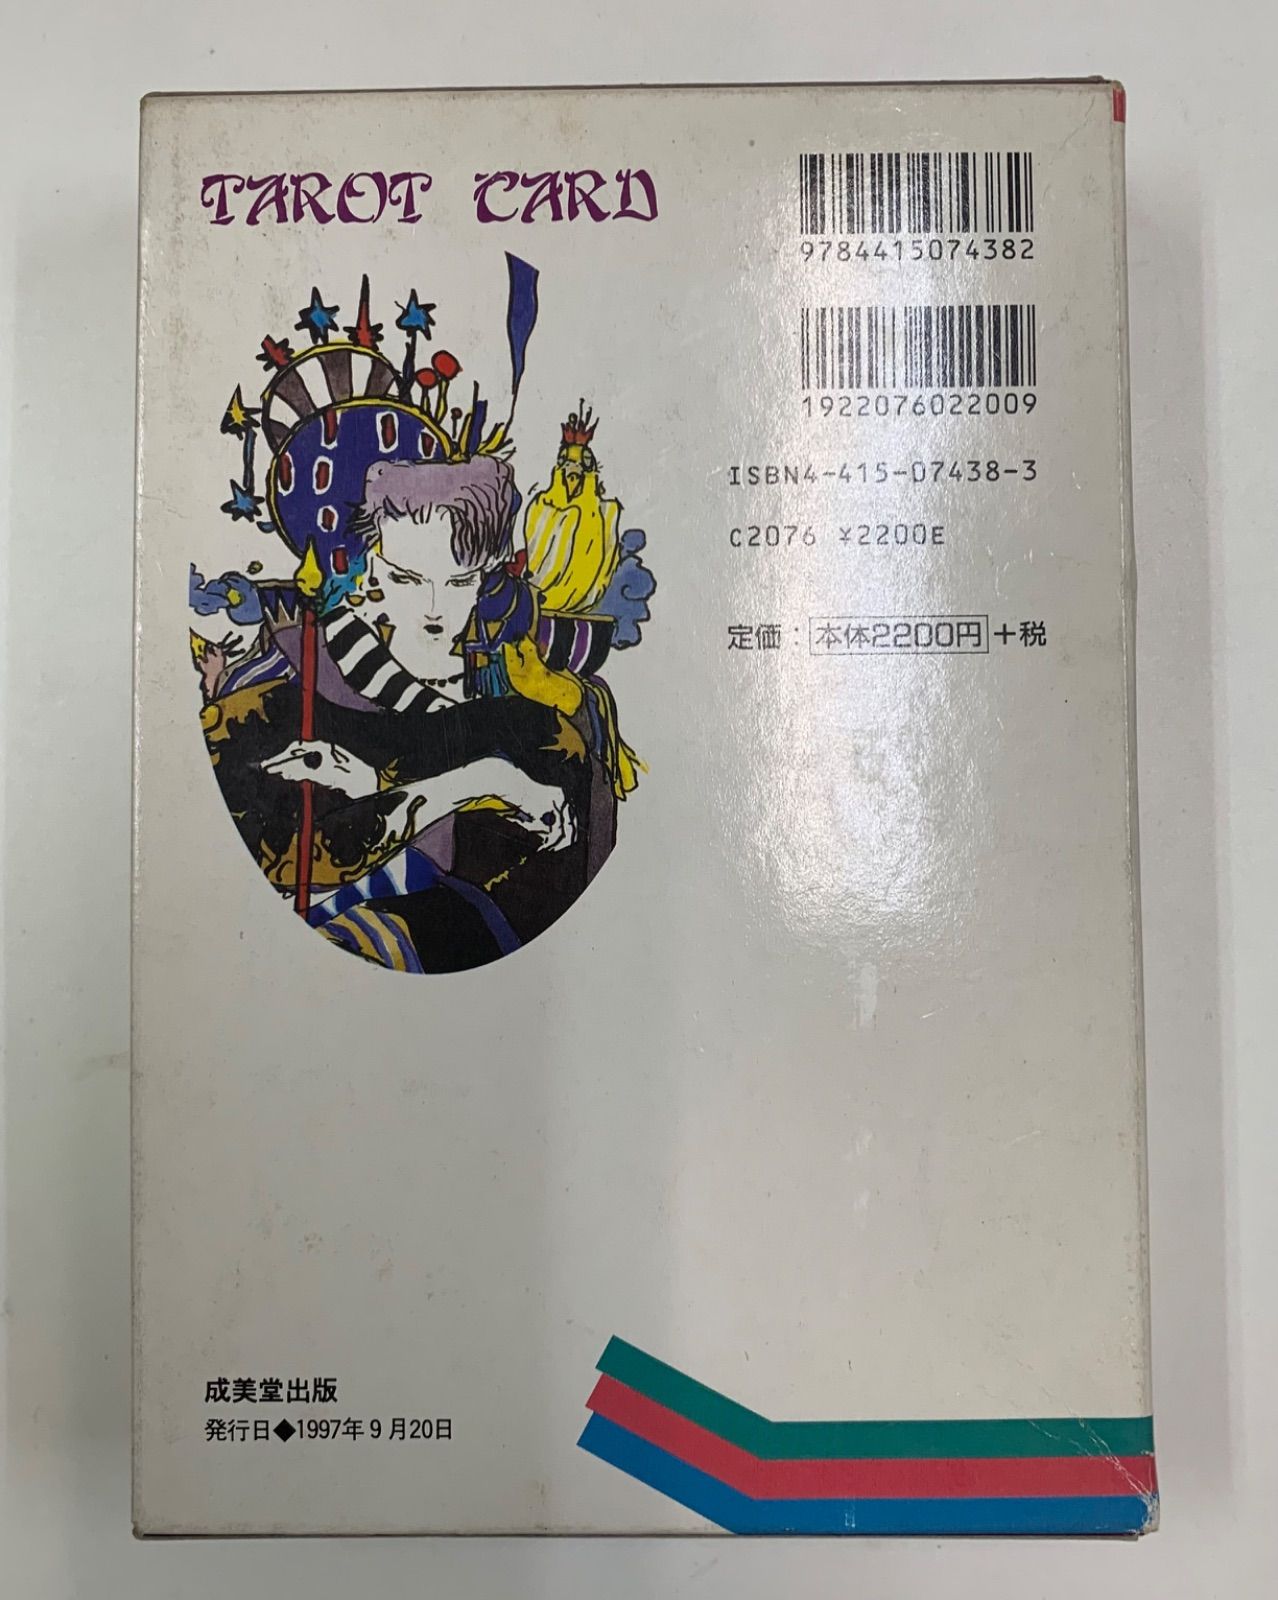 TAROT CARD
9784415074382
1922076022009
ISBN4-415-07438-3
C2076 ¥2200E
定価：本体2200円＋税
成美堂出版
発行日◆1997年9月20日